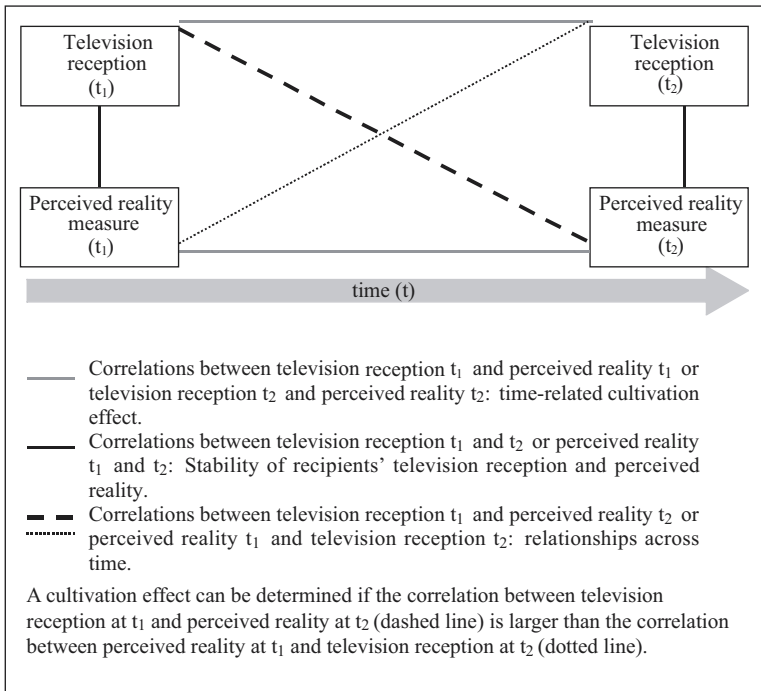 Television
reception
(t₁)
Television
reception
(t₂)
Perceived reality
measure
(t₁)
Perceived reality
measure
(t₂)
time (t)
Correlations between television reception t₁ and perceived reality t₁ or
television reception t₂ and perceived reality t₂: time-related cultivation
effect.
Correlations between television reception t₁ and t₂ or perceived reality
t₁ and t₂: Stability of recipients’ television reception and perceived
reality.
Correlations between television reception t₁ and perceived reality t₂ or
perceived reality t₁ and television reception t₂: relationships across
time.
A cultivation effect can be determined if the correlation between television
reception at t₁ and perceived reality at t₂ (dashed line) is larger than the correlation
between perceived reality at t₁ and television reception at t₂ (dotted line).